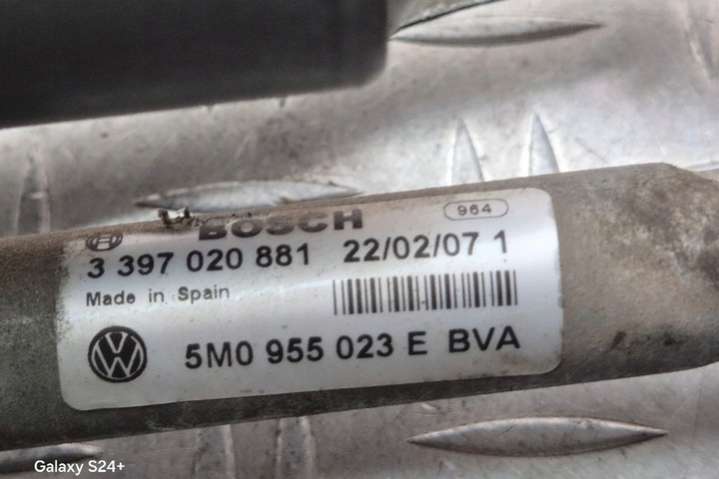 BOSCH 964
3 397 020 881 22/02/07 1
Made in Spain
VW 5M0 955 023 E BVA
Galaxy S24+